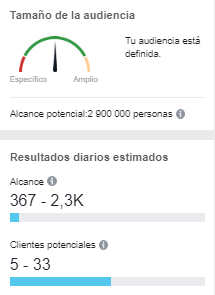 Tamaño de la audiencia
Tu audiencia está
definida.
Específico
Amplio
Alcance potencial:2 900 000 personas
Resultados diarios estimados
Alcance
367 - 2,3K
Clientes potenciales
5 - 33